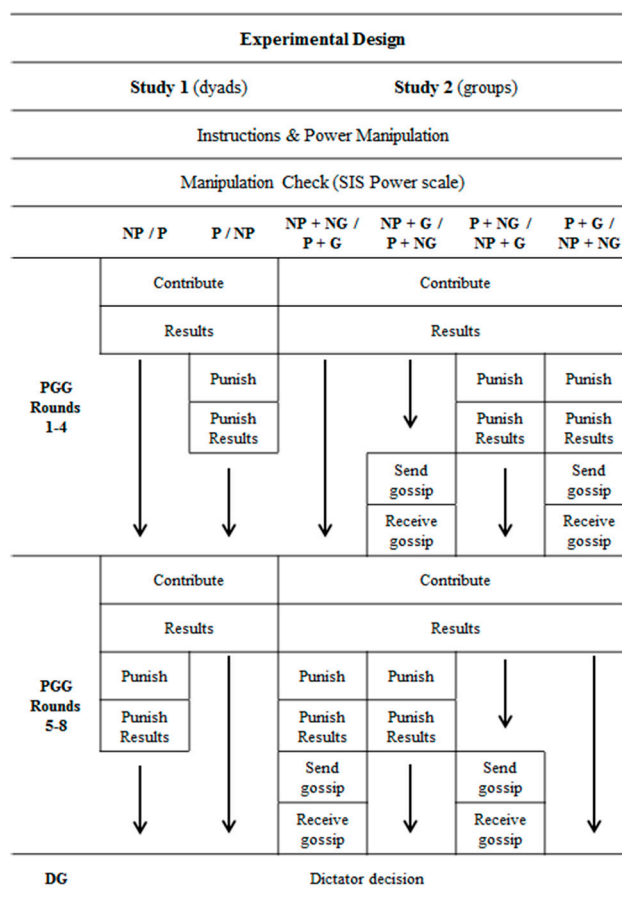 Experimental Design
Study 1 (dyads) Study 2 (groups)
Instructions & Power Manipulation
Manipulation Check (SIS Power scale)
NP / P P / NP NP + NG / P + G NP + G / P + NG P + NG / NP + G P + G / NP + NG
PGG Rounds 1-4
Contribute Contribute
Results Results
Punish Punish Punish
Punish Results Punish Results Punish Results
Send gossip Send gossip
Receive gossip Receive gossip
PGG Rounds 5-8
Contribute Contribute
Results Results
Punish Punish Punish
Punish Results Punish Results Punish Results
Send gossip Send gossip
Receive gossip Receive gossip
DG Dictator decision